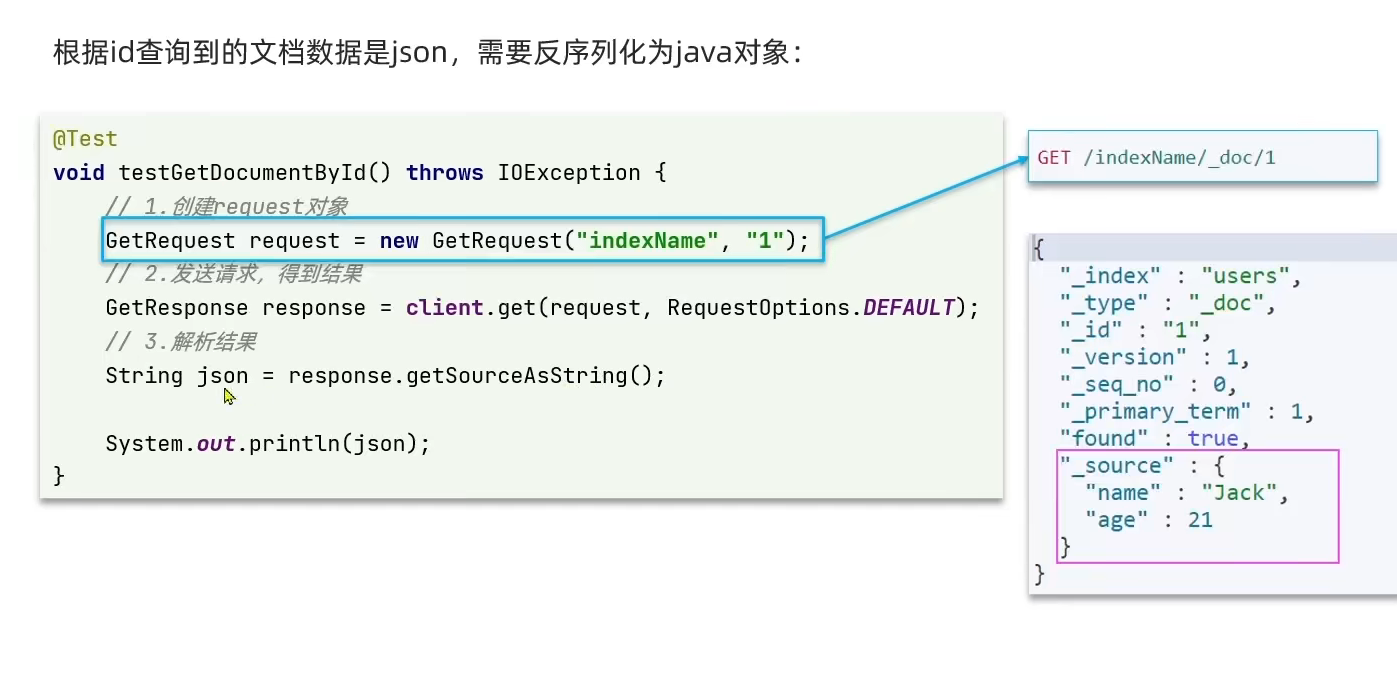 根据id查询到的文档数据是json，需要反序列化为java对象：
@Test
void testGetDocumentById() throws IOException {
// 1.创建request对象
GetRequest request = new GetRequest("indexName", "1");
// 2.发送请求，得到结果
GetResponse response = client.get(request, RequestOptions.DEFAULT);
// 3.解析结果
String json = response.getSourceAsString();
System.out.println(json);
}
GET /indexName/_doc/1
{
"_index" : "users",
"_type" : "_doc",
"_id" : "1",
"_version" : 1,
"_seq_no" : 0,
"_primary_term" : 1,
"found" : true,
"_source" : {
"name" : "Jack",
"age" : 21
}
}